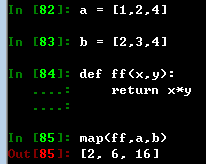 In [82]: a = [1,2,4]
In [83]: b = [2,3,4]
In [84]: def ff(x,y):
....:     return x*y
....:
In [85]: map(ff,a,b)
Out[85]: [2, 6, 16]